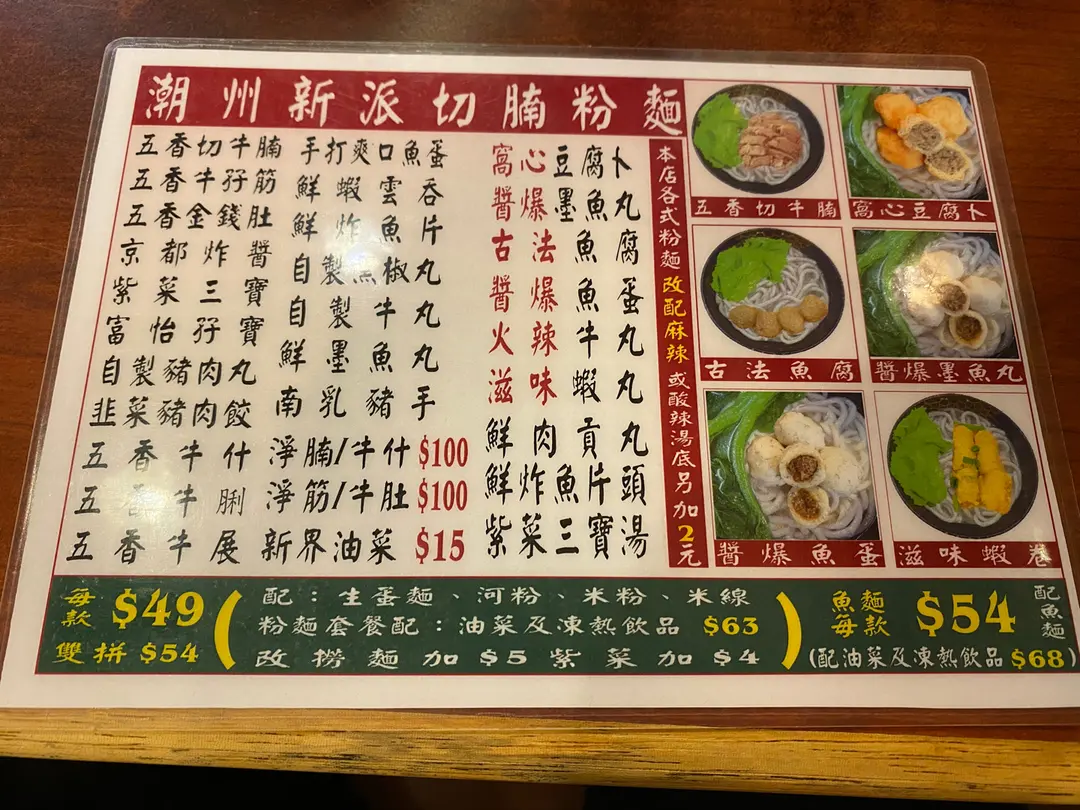 潮州新派切腩粉麵
五香切牛腩
五香牛孖筋
五香金錢肚
京都炸醬
紫菜三寶
富怡孖寶
自製豬肉丸
韭菜豬肉餃
五香牛什
五香牛脷
五香牛展
手打爽口魚蛋
鮮蝦雲吞
鮮炸魚片
自製黑椒丸
自製牛丸
鮮墨魚丸
南乳豬手
淨腩/牛什 $100
淨筋/牛肚 $100
新界油菜 $15
窩心豆腐卜
醬爆墨魚丸
古法魚腐
醬爆魚蛋
火辣牛丸
滋味蝦丸
鮮肉貢丸
鮮炸魚片頭
紫菜三寶湯
本店各式粉麵改配麻辣或酸辣湯底另加2元
五香切牛腩
窩心豆腐卜
古法魚腐
醬爆墨魚丸
醬爆魚蛋
滋味蝦卷
每款 $49
雙拼 $54
(配：生蛋麵、河粉、米粉、米線
粉麵套餐配：油菜及凍熱飲品 $63
改撈麵加$5紫菜加$4)
魚麵每款 $54 配魚麵
(配油菜及凍熱飲品 $68)